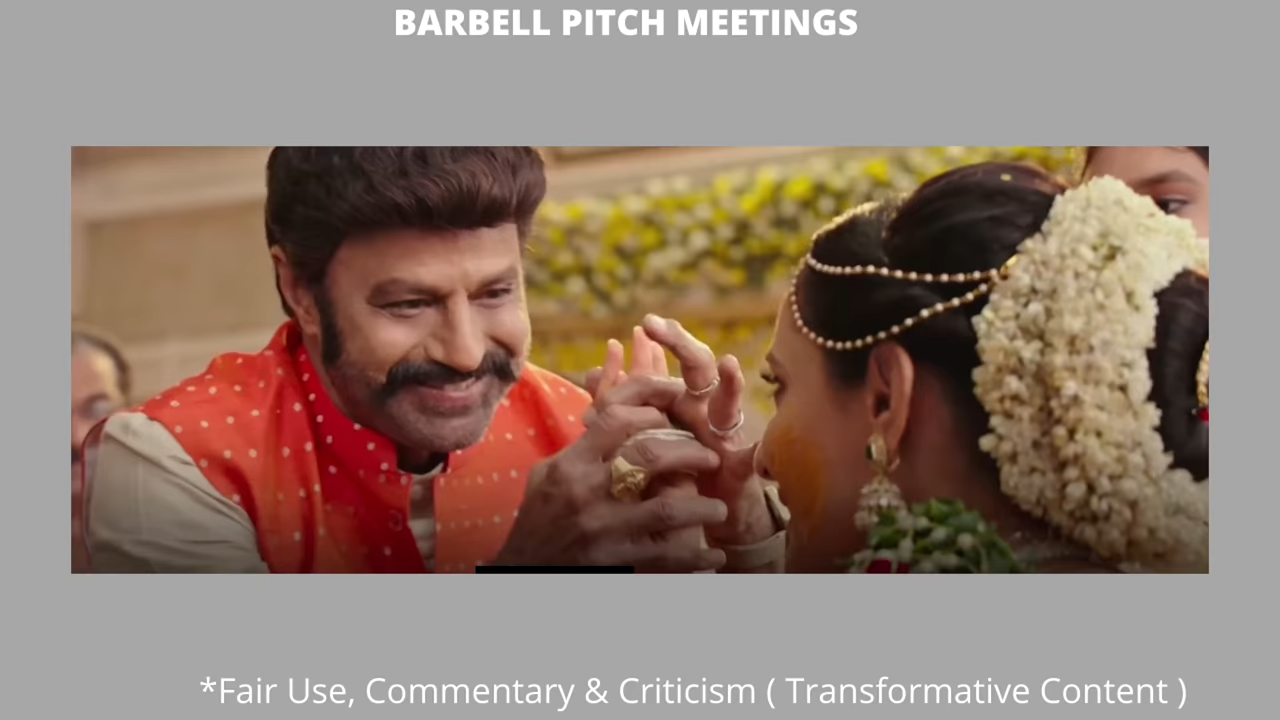 BARBELL PITCH MEETINGS
*Fair Use, Commentary & Criticism ( Transformative Content )